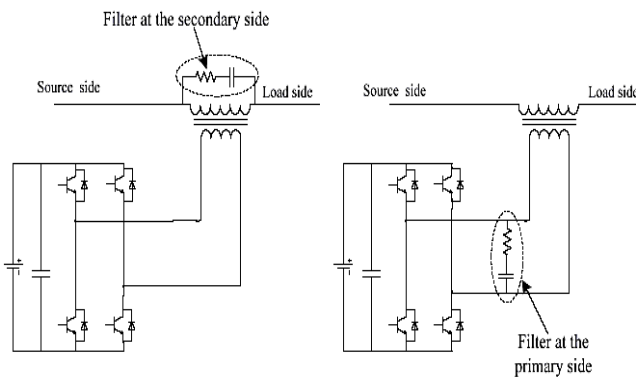 Filter at the secondary side
Source side
Load side
Source side
Load side
Filter at the
primary side